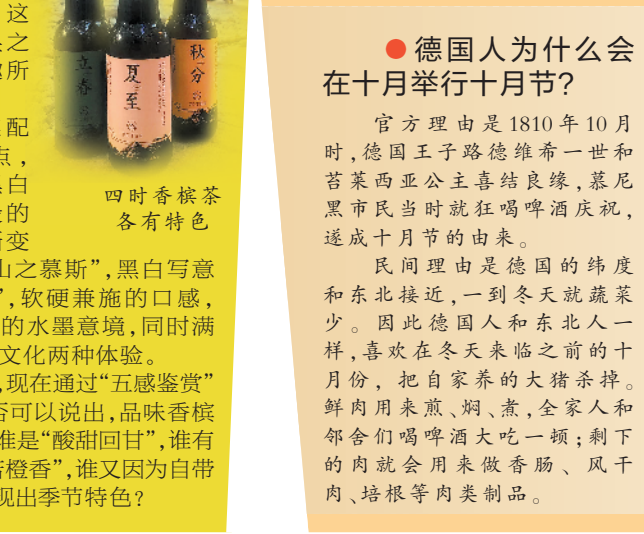 这
之
所
配
点，
白
的
变
立春
夏至
秋分
四时香槟茶
各有特色
山之慕斯”，黑白写意
”，软硬兼施的口感，
的水墨意境，同时满
文化两种体验。
，现在通过“五感鉴赏”
否可以说出，品味香槟
谁是“酸甜回甘”，谁有
橙香”，谁又因为自带
现出季节特色？
●德国人为什么会
在十月举行十月节？
官方理由是1810年10月
时，德国王子路德维希一世和
苔莱西亚公主喜结良缘，慕尼
黑市民当时就狂喝啤酒庆祝，
遂成十月节的由来。
民间理由是德国的纬度
和东北接近，一到冬天就蔬菜
少。因此德国人和东北人一
样，喜欢在冬天来临之前的十
月份，把自家养的大猪杀掉。
鲜肉用来煎、焖、煮，全家人和
邻舍们喝啤酒大吃一顿；剩下
的肉就会用来做香肠、风干
肉、培根等肉类制品。